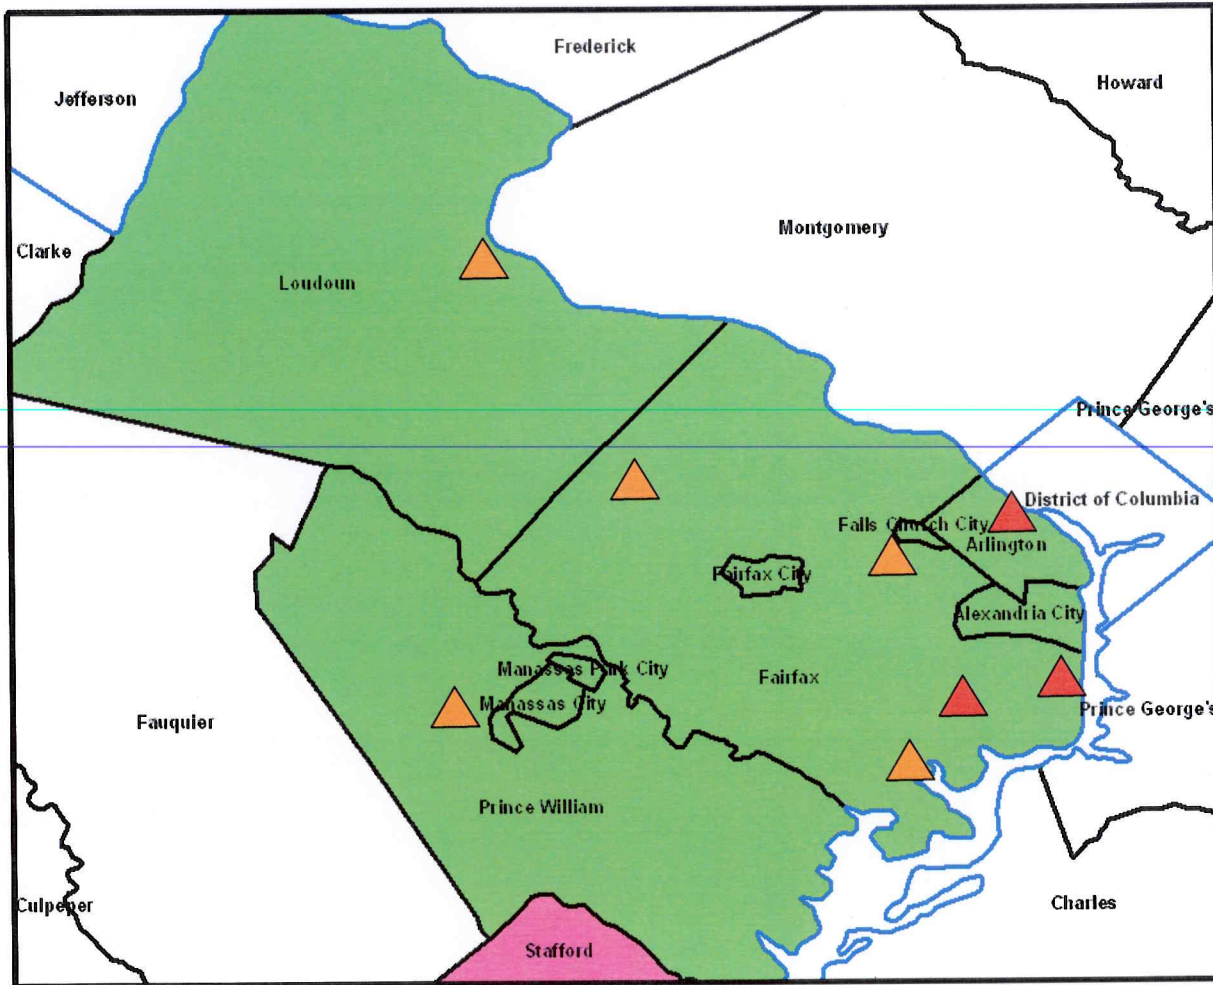 Frederick
Howard
Jefferson
Montgomery
Clarke
Loudoun
Prince George's
District of Columbia
Falls Church City
Arlington
Fairfax City
Alexandria City
Manassas Park City
Fairfax
Manassas City
Prince George's
Fauquier
Prince William
Charles
Culpeper
Stafford